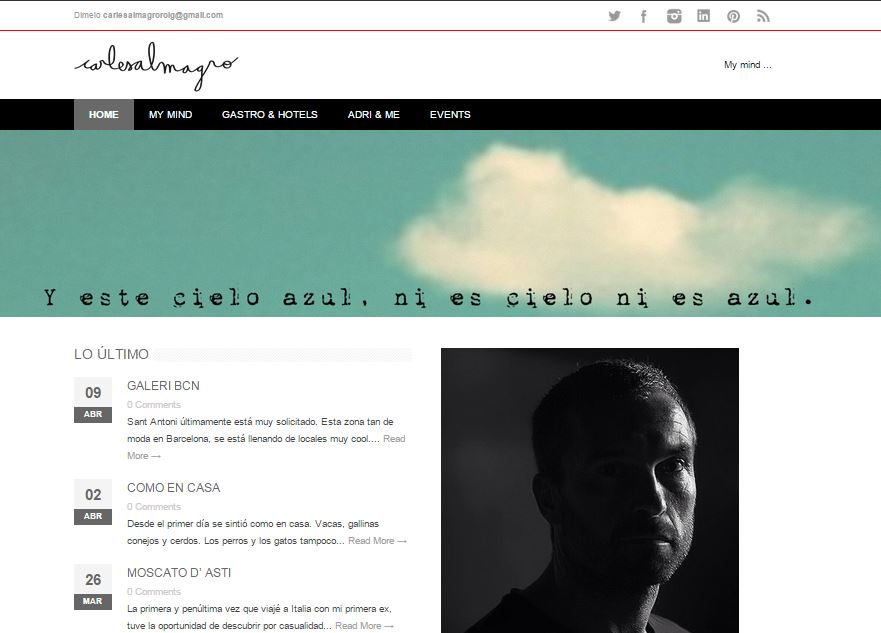 Dimelo carlesalmagroroig@gmail.com
carlesalmagro
My mind ...
HOME MY MIND GASTRO & HOTELS ADRI & ME EVENTS
Y este cielo azul, ni es cielo ni es azul.
LO ÚLTIMO
09
ABR
GALERI BCN
0 Comments
Sant Antoni últimamente está muy solicitado. Esta zona tan de
moda en Barcelona, se está llenando de locales muy cool.... Read
More →
02
ABR
COMO EN CASA
0 Comments
Desde el primer día se sintió como en casa. Vacas, gallinas
conejos y cerdos. Los perros y los gatos tampoco... Read More →
26
MAR
MOSCATO D' ASTI
0 Comments
La primera y penúltima vez que viajé a Italia con mi primera ex,
tuve la oportunidad de descubrir por casualidad... Read More →